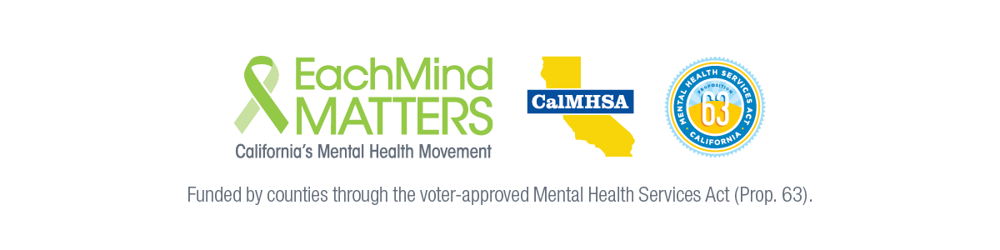 EachMind
MATTERS
California's Mental Health Movement
CalMHSA
MENTAL HEALTH SERVICES ACT
PROPOSITION
63
CALIFORNIA
Funded by counties through the voter-approved Mental Health Services Act (Prop. 63).